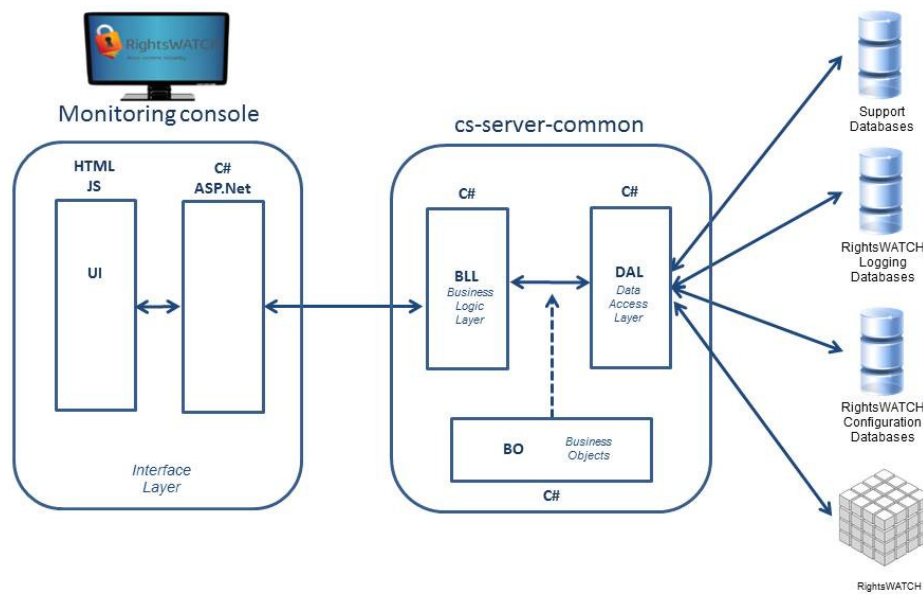 RightsWATCH
Monitoring console
cs-server-common
HTML
JS
C#
ASP.Net
UI
Interface
Layer
C#
BLL
Business
Logic
Layer
C#
DAL
Data
Access
Layer
BO
Business
Objects
C#
Support
Databases
RightsWATCH
Logging
Databases
RightsWATCH
Configuration
Databases
RightsWATCH